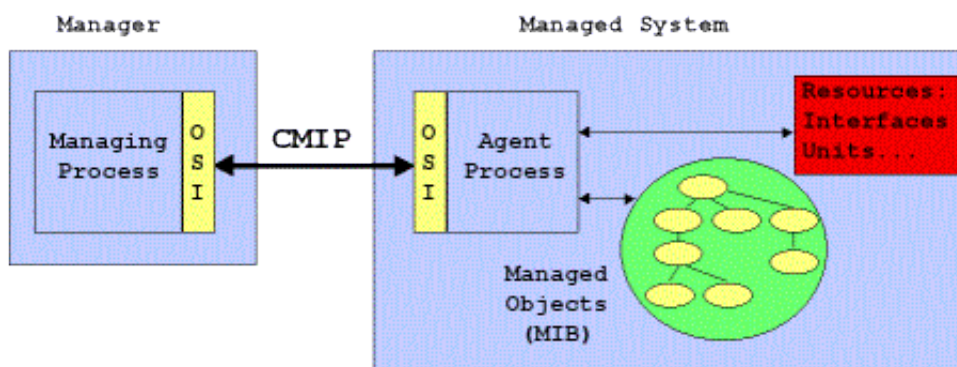 Manager
Managed System
Managing
Process
O
S
I
CMIP
O
S
I
Agent
Process
Resources:
Interfaces
Units...
Managed
Objects
(MIB)